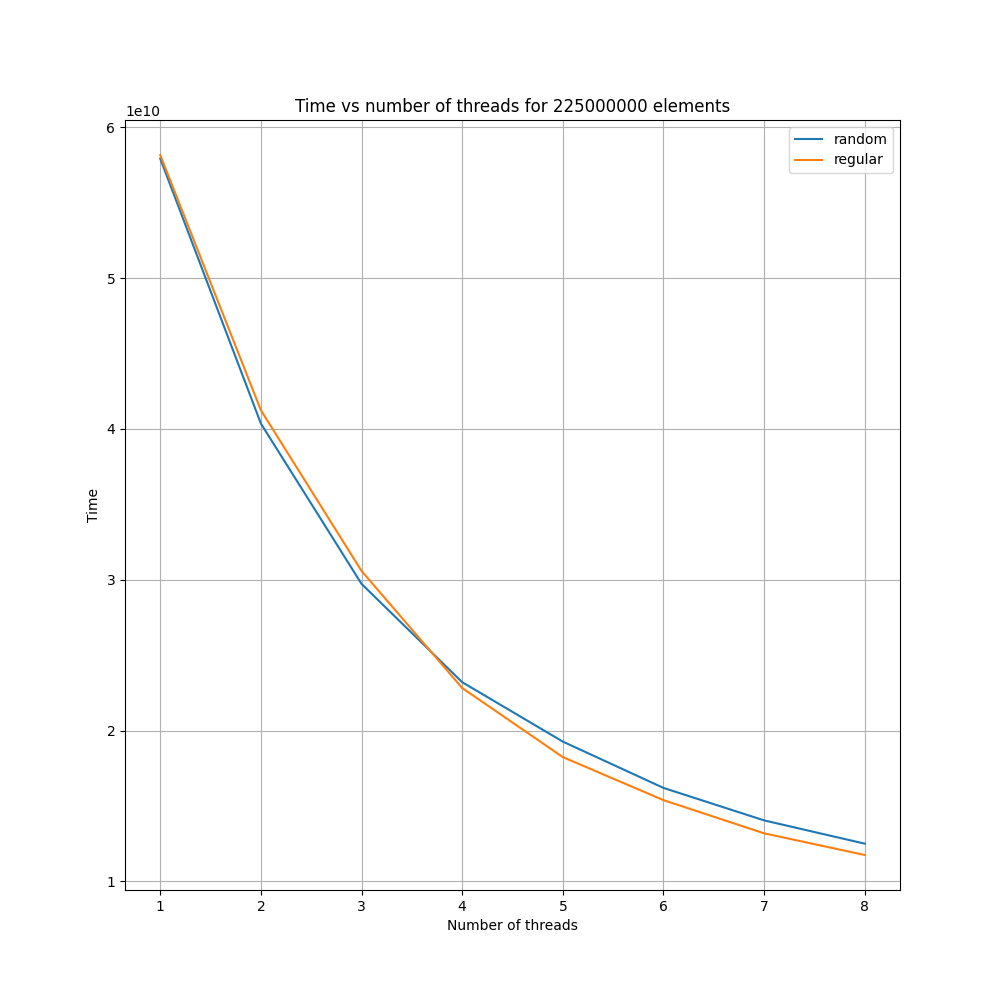 Time vs number of threads for 225000000 elements
1e10
random
regular
6
5
4
3
2
1
Time
1 2 3 4 5 6 7 8
Number of threads